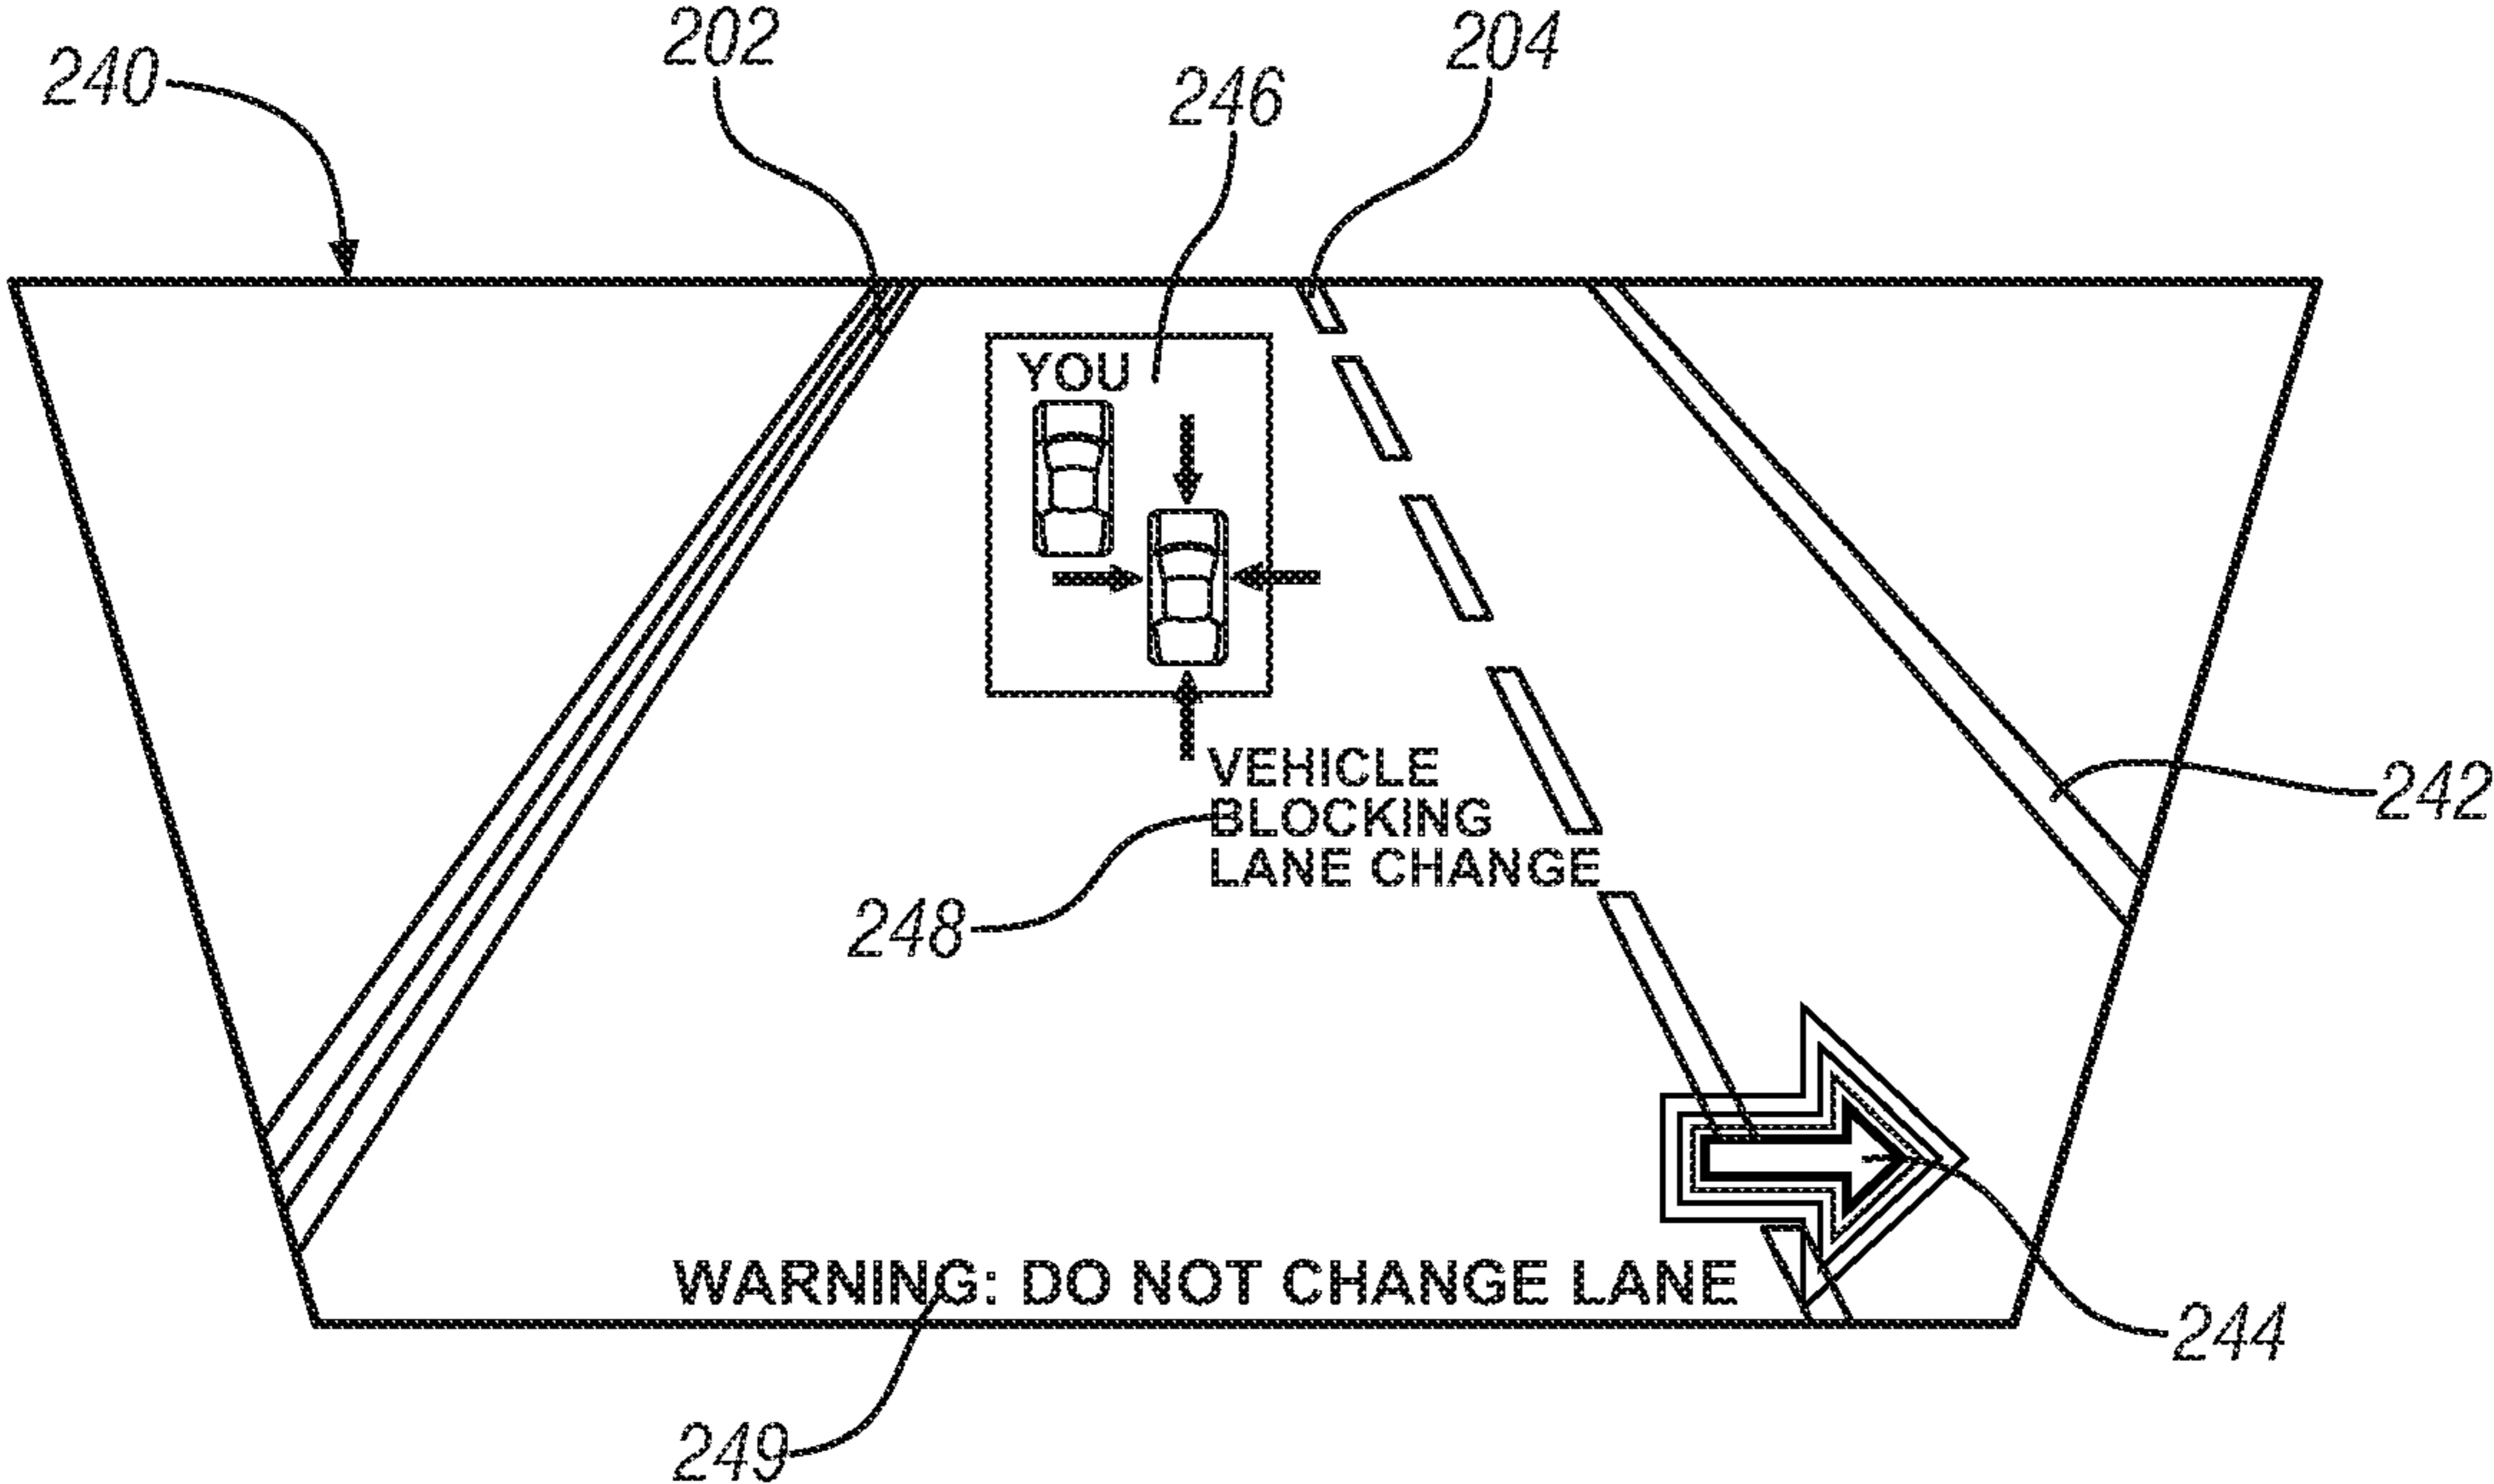 202
204
240
246
YOU
242
VEHICLE
BLOCKING
LANE CHANGE
248
WARNING: DO NOT CHANGE LANE
244
249